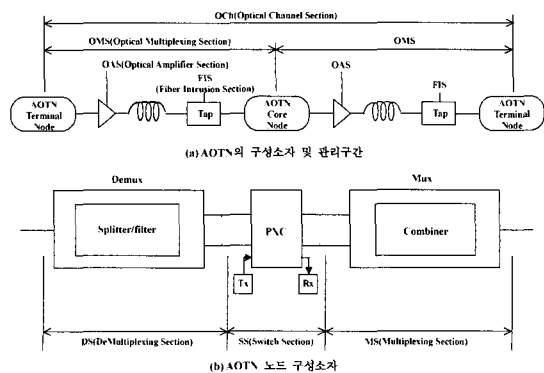 OCh(Optical Channel Section)
OMS(Optical Multiplexing Section)
OMS
OAS(Optical Amplifier Section)
FIS
(Fiber Intrusion Section)
OAS
FIS
AOTN
Terminal
Node
Tap
AOTN
Core
Node
Tap
AOTN
Terminal
Node
(a) AOTN의 구성소자 및 관리구간
Demux
Mux
Splitter/filter
PXC
Combiner
Tx
Rx
DS(DeMultiplexing Section)
SS(Switch Section)
MS(Multiplexing Section)
(b) AOTN 노드 구성소자